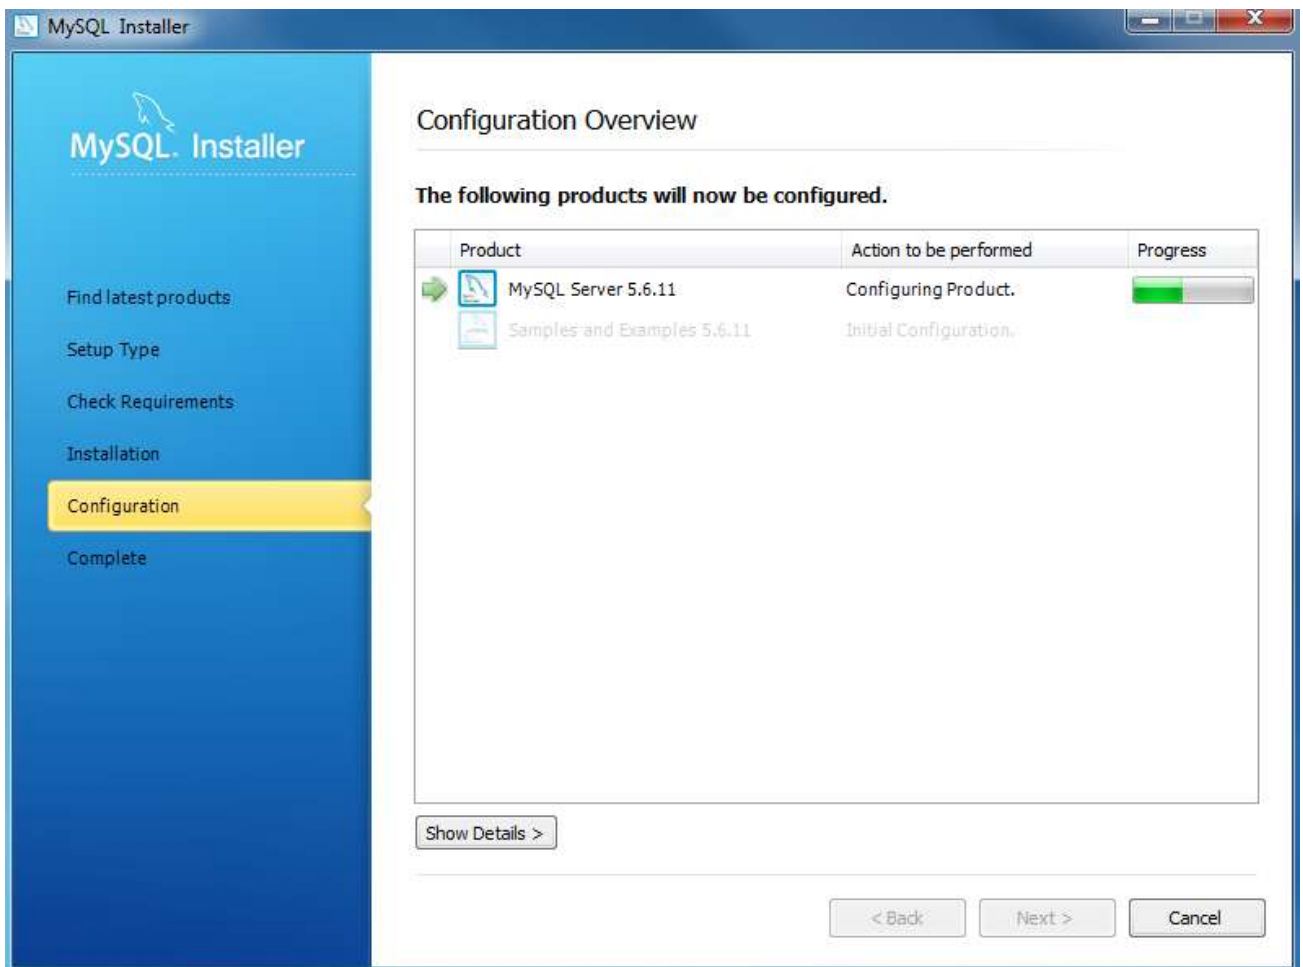 MySQL Installer
MySQL. Installer
Find latest products
Setup Type
Check Requirements
Installation
Configuration
Complete
Configuration Overview
The following products will now be configured.
Product Action to be performed Progress
MySQL Server 5.6.11 Configuring Product.
Samples and Examples 5.6.11 Initial Configuration.
Show Details >
< Back Next > Cancel